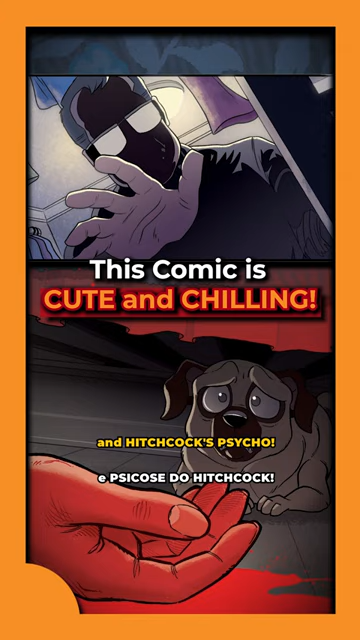 This Comic is
CUTE and CHILLING!
and HITCHCOCK'S PSYCHO!
e PSICOSE DO HITCHCOCK!